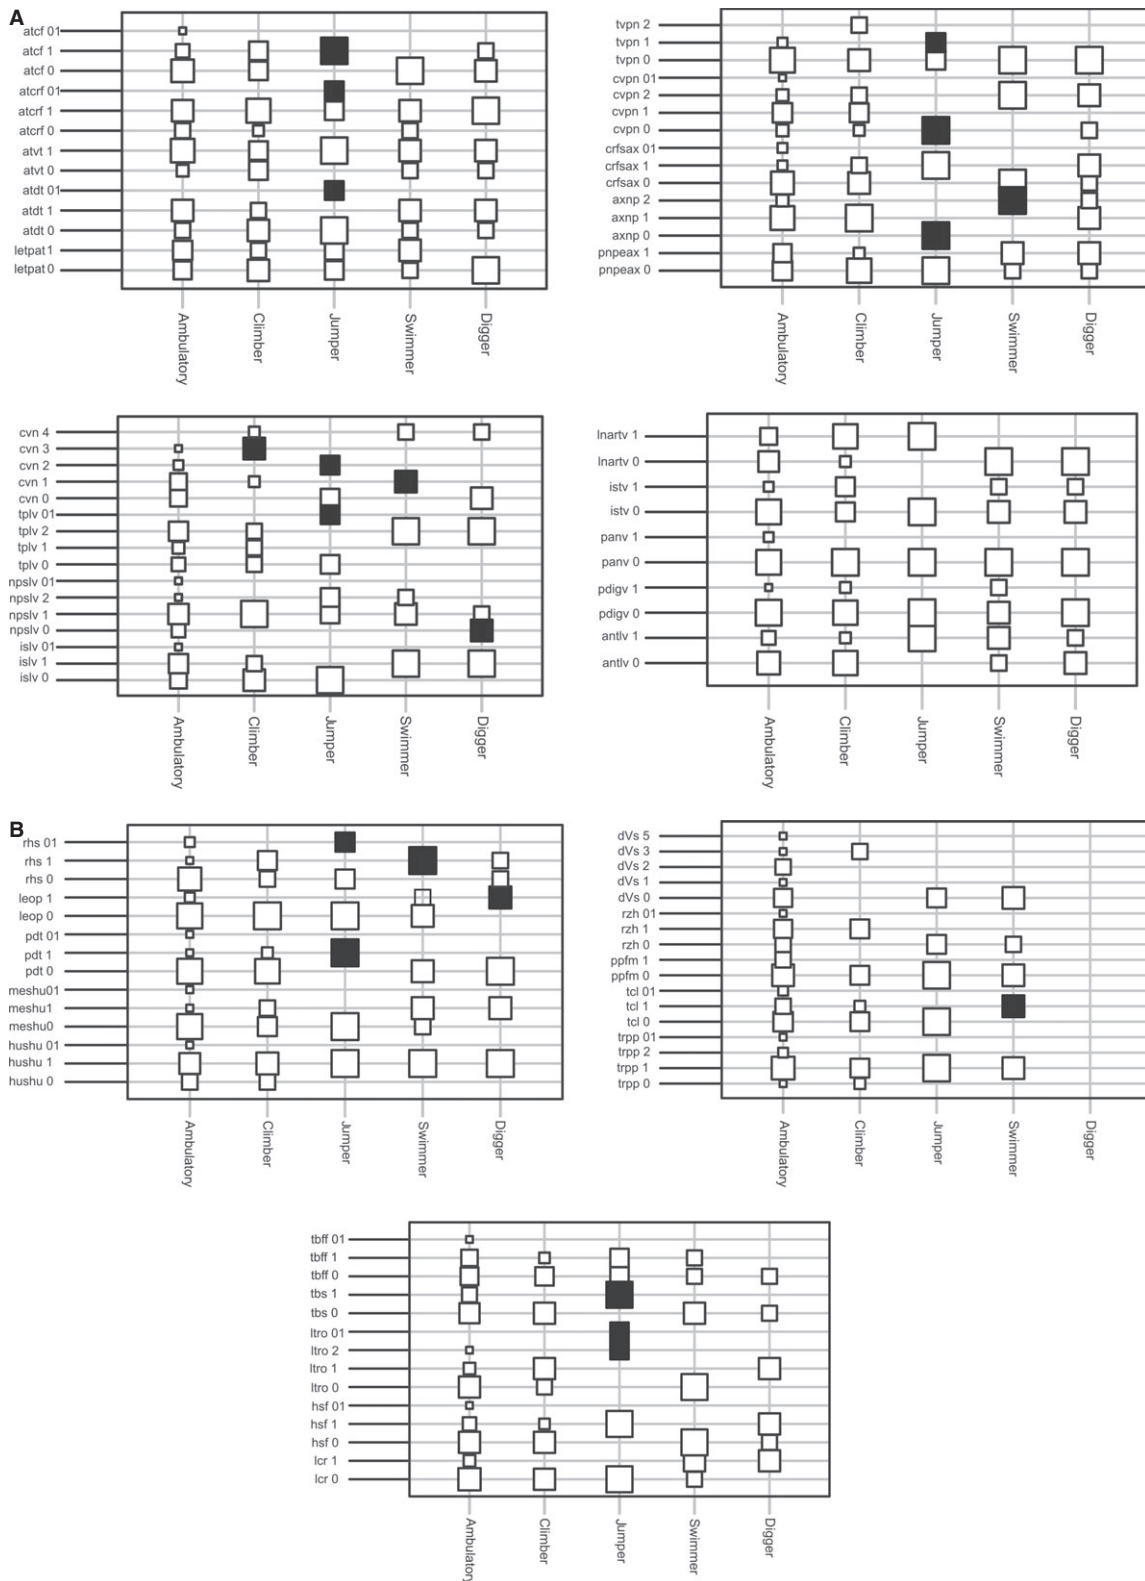 A
atcf 01
atcf 1
atcf 0
atcrf 01
atcrf 1
atcrf 0
atvt 1
atvt 0
atdt 01
atdt 1
atdt 0
letpat 1
letpat 0
Ambulatory
Climber
Jumper
Swimmer
Digger
tvpn 2
tvpn 1
tvpn 0
cvpn 01
cvpn 2
cvpn 1
cvpn 0
crfsax 01
crfsax 1
crfsax 0
axnp 2
axnp 1
axnp 0
pnpeax 1
pnpeax 0
Ambulatory
Climber
Jumper
Swimmer
Digger
cvn 4
cvn 3
cvn 2
cvn 1
cvn 0
tplv 01
tplv 2
tplv 1
tplv 0
npslv 01
npslv 2
npslv 1
npslv 0
islv 01
islv 1
islv 0
Ambulatory
Climber
Jumper
Swimmer
Digger
lnartv 1
lnartv 0
istv 1
istv 0
panv 1
panv 0
pdigv 1
pdigv 0
antlv 1
antlv 0
Ambulatory
Climber
Jumper
Swimmer
Digger
B
rhs 01
rhs 1
rhs 0
leop 1
leop 0
pdt 01
pdt 1
pdt 0
meshu01
meshu1
meshu0
hushu 01
hushu 1
hushu 0
Ambulatory
Climber
Jumper
Swimmer
Digger
dVs 5
dVs 3
dVs 2
dVs 1
dVs 0
rzh 01
rzh 1
rzh 0
ppfm 1
ppfm 0
tcl 01
tcl 1
tcl 0
trpp 01
trpp 2
trpp 1
trpp 0
Ambulatory
Climber
Jumper
Swimmer
Digger
tbff 01
tbff 1
tbff 0
tbs 1
tbs 0
ltro 01
ltro 2
ltro 1
ltro 0
hsf 01
hsf 1
hsf 0
lcr 1
lcr 0
Ambulatory
Climber
Jumper
Swimmer
Digger